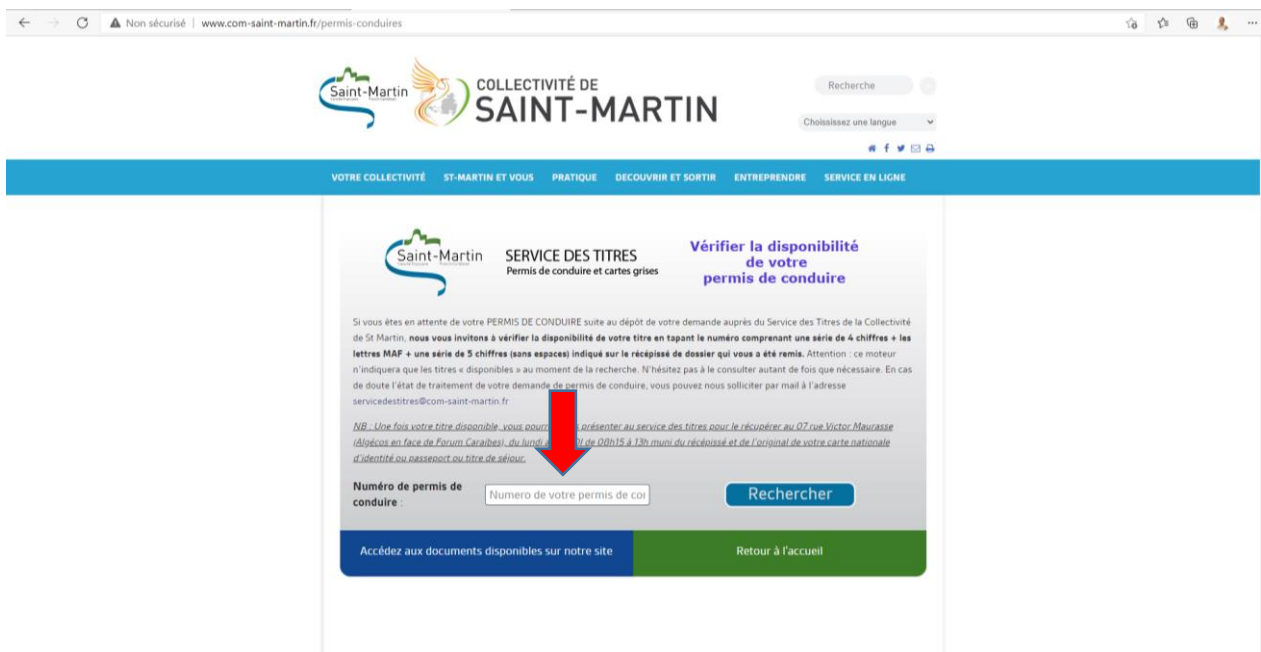 Non sécurisé | www.com-saint-martin.fr/permis-conduires
Saint-Martin
COLLECTIVITÉ DE
SAINT-MARTIN
Recherche
Choississez une langue
VOTRE COLLECTIVITÉ ST-MARTIN ET VOUS PRATIQUE DECOUVRIR ET SORTIR ENTREPRENDRE SERVICE EN LIGNE
Saint-Martin
SERVICE DES TITRES
Permis de conduire et cartes grises
Vérifier la disponibilité
de votre
permis de conduire
Si vous êtes en attente de votre PERMIS DE CONDUIRE suite au dépôt de votre demande auprès du Service des Titres de la Collectivité
de St Martin, nous vous invitons à vérifier la disponibilité de votre titre en tapant le numéro comprenant une série de 4 chiffres + les
lettres MAF + une série de 5 chiffres (sans espaces) indiqué sur le récépissé de dossier qui vous a été remis. Attention : ce moteur
n'indiquera que les titres « disponibles » au moment de la recherche. N'hésitez pas à le consulter autant de fois que nécessaire. En cas
de doute l'état de traitement de votre demande de permis de conduire, vous pouvez nous solliciter par mail à l'adresse
servicedestitres@com-saint-martin.fr
NB : Une fois votre titre disponible, vous présenter au service des titres pour le récupérer au 07 rue Victor Maurasse
(Algécos en face de Forum Caraibes), du lundi de 08h15 à 13h muni du récépissé et de l'original de votre carte nationale
d'identité ou passeport ou titre de séjour.
Numéro de permis de
conduire :
Numero de votre permis de coi
Rechercher
Accédez aux documents disponibles sur notre site
Retour à l'accueil